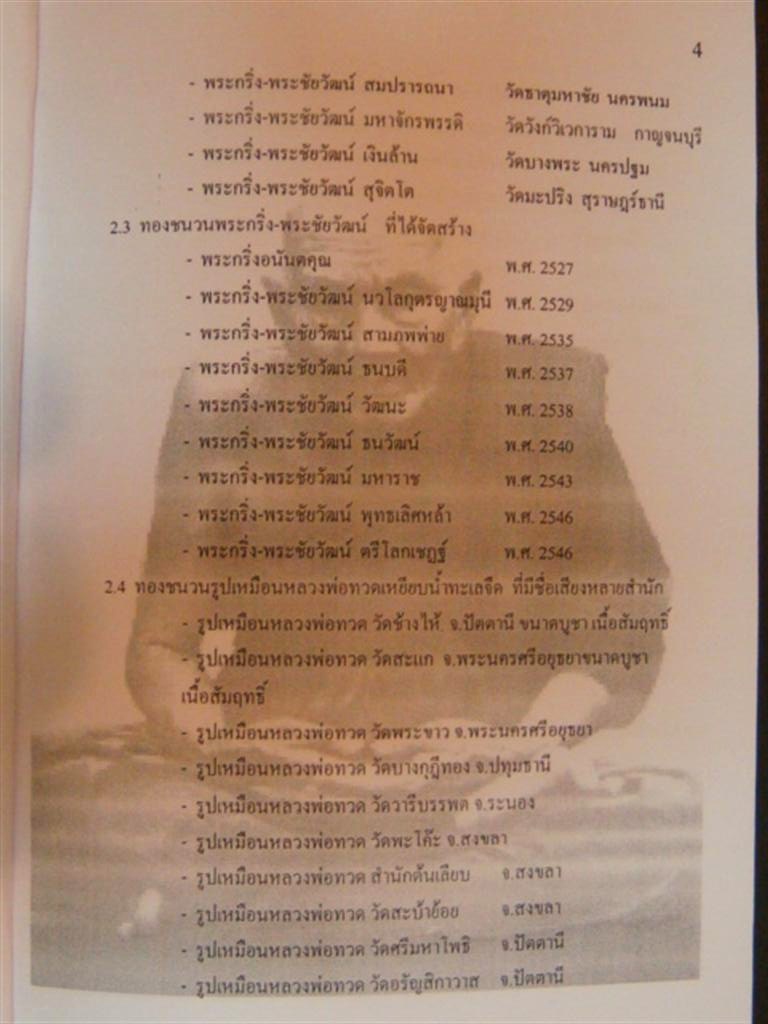 4
- พระกริ่ง-พระชัยวัฒน์ สมปรารถนา วัดธาตุมหาชัย นครพนม
- พระกริ่ง-พระชัยวัฒน์ มหาจักรพรรดิ วัดวังก์วิเวการาม กาญจนบุรี
- พระกริ่ง-พระชัยวัฒน์ เงินล้าน วัดบางพระ นครปฐม
- พระกริ่ง-พระชัยวัฒน์ สุจิตโต วัดมะปริง สุราษฎร์ธานี
2.3 ทองชนวนพระกริ่ง-พระชัยวัฒน์ ที่ได้จัดสร้าง
- พระกริ่งอนันตคุณ พ.ศ. 2527
- พระกริ่ง-พระชัยวัฒน์ นวโลกุตรญาณมุนี พ.ศ. 2529
- พระกริ่ง-พระชัยวัฒน์ สามภพพ่าย พ.ศ. 2535
- พระกริ่ง-พระชัยวัฒน์ ธนบดี พ.ศ. 2537
- พระกริ่ง-พระชัยวัฒน์ วัฒนะ พ.ศ. 2538
- พระกริ่ง-พระชัยวัฒน์ ธนวัฒน์ พ.ศ. 2540
- พระกริ่ง-พระชัยวัฒน์ มหาราช พ.ศ. 2543
- พระกริ่ง-พระชัยวัฒน์ พุทธเลิศหล้า พ.ศ. 2546
- พระกริ่ง-พระชัยวัฒน์ ตรีโลกเชฏฐ์ พ.ศ. 2546
2.4 ทองชนวนรูปเหมือนหลวงพ่อทวดเหยียบน้ำทะเลจืด ที่มีชื่อเสียงหลายสำนัก
- รูปเหมือนหลวงพ่อทวด วัดช้างไห้ จ.ปัตตานี ขนาดบูชา เนื้อสัมฤทธิ์
- รูปเหมือนหลวงพ่อทวด วัดสะแก จ.พระนครศรีอยุธยาขนาดบูชา
เนื้อสัมฤทธิ์
- รูปเหมือนหลวงพ่อทวด วัดพระขาว จ.พระนครศรีอยุธยา
- รูปเหมือนหลวงพ่อทวด วัดบางกุฎีทอง จ.ปทุมธานี
- รูปเหมือนหลวงพ่อทวด วัดวารีบรรพต จ.ระนอง
- รูปเหมือนหลวงพ่อทวด วัดพะโค๊ะ จ.สงขลา
- รูปเหมือนหลวงพ่อทวด สำนักต้นเลียบ จ.สงขลา
- รูปเหมือนหลวงพ่อทวด วัดสะบ้าย้อย จ.สงขลา
- รูปเหมือนหลวงพ่อทวด วัดศรีมหาโพธิ จ.ปัตตานี
- รูปเหมือนหลวงพ่อทวด วัดอรัญสิกาวาส จ.ปัตตานี